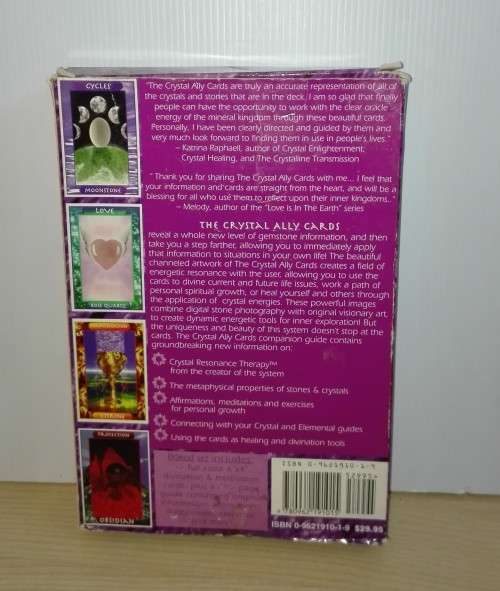 CYCLES
MOONSTONE
LOVE
ROSE QUARTZ
CITRINE
PROTECTION
OBSIDIAN
"The Crystal Ally Cards are truly an accurate representation of all of
the crystals and stories that are in the deck. I am so glad that finally
people can have the opportunity to work with the clear oracle
energy of the mineral kingdom through these beautiful cards.
Personally, I have been clearly directed and guided by them and
very much look forward to finding them in use in people's lives."
– Katrina Raphaell, author of Crystal Enlightenment,
Crystal Healing, and The Crystalline Transmission
"Thank you for sharing The Crystal Ally Cards with me... I feel that
your information and cards are straight from the heart, and will be a
blessing for all who use them to reflect upon their inner kingdoms."
– Melody, author of the "Love Is In The Earth" series
THE CRYSTAL ALLY CARDS
reveal a whole new level of gemstone information, and then
take you a step farther, allowing you to immediately apply
that information to situations in your own life! The beautiful
channeled artwork of The Crystal Ally Cards creates a field of
energetic resonance with the user, allowing you to use the
cards to divine current and future life issues, work a path of
personal spiritual growth, or heal yourself and others through
the application of crystal energies. These powerful images
combine digital stone photography with original visionary art,
to create dynamic energetic tools for inner exploration! But
the uniqueness and beauty of this system doesn't stop at the
cards. The Crystal Ally Cards companion guide contains
groundbreaking new information on:
Crystal Resonance Therapy™
from the creator of the system
The metaphysical properties of stones & crystals
Affirmations, meditations and exercises
for personal growth
Connecting with your Crystal and Elemental guides
Using the cards as healing and divination tools
Boxed set includes:
ISBN 0-9621910-1-9
52995>
9 780962 191015
ISBN 0-9621910-1-9 $29.95